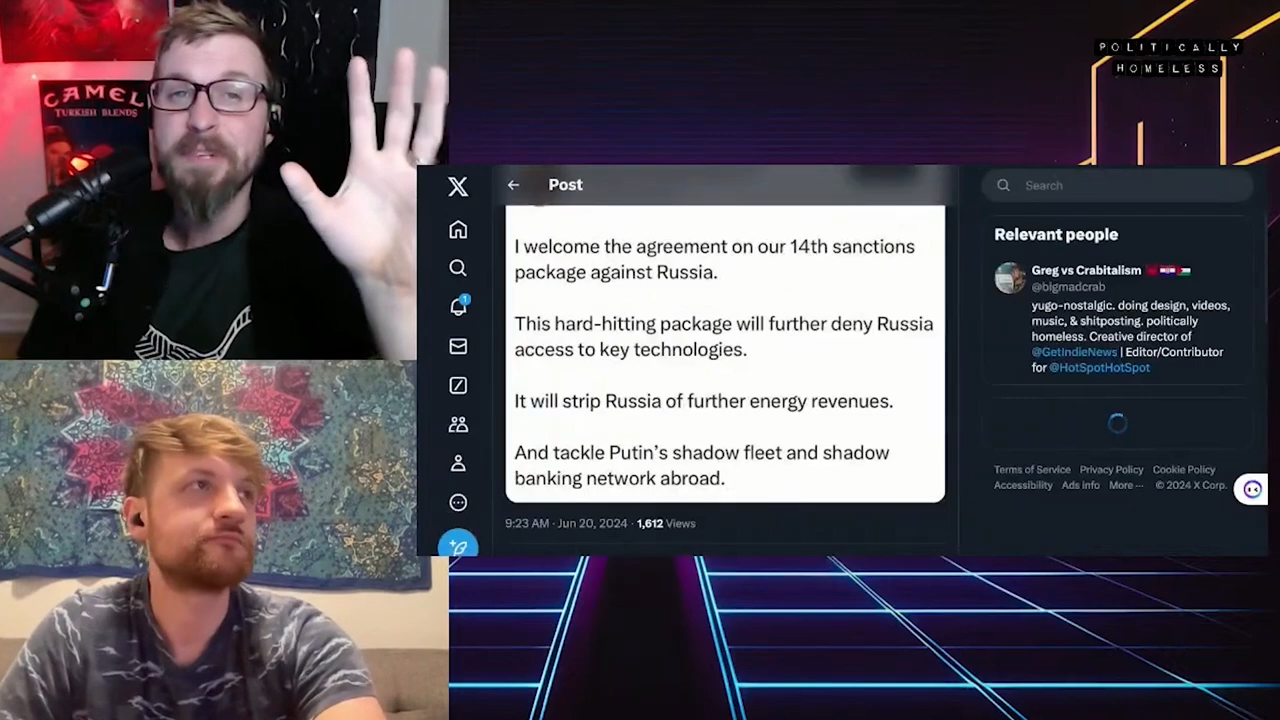 CAMEL
TURKISH BLENDS
POLITICALLY
HOMELESS
Post
Search
I welcome the agreement on our 14th sanctions
package against Russia.
This hard-hitting package will further deny Russia
access to key technologies.
It will strip Russia of further energy revenues.
And tackle Putin’s shadow fleet and shadow
banking network abroad.
9:23 AM · Jun 20, 2024 · 1,612 Views
1
Relevant people
Greg vs Crabitalism
@bigmadcrab
yugo-nostalgic. doing design, videos,
music, & shitposting. politically
homeless. Creative director of
@GetIndieNews | Editor/Contributor
for @HotSpotHotSpot
Terms of Service Privacy Policy Cookie Policy
Accessibility Ads info More ··· © 2024 X Corp.